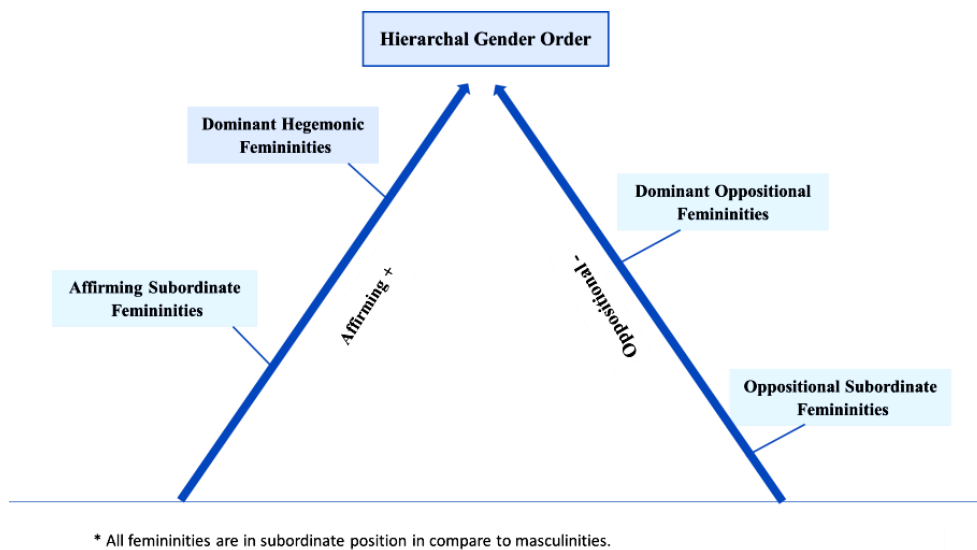 Hierarchal Gender Order
Dominant Hegemonic
Femininities
Dominant Oppositional
Femininities
Affirming +
Oppositional -
Affirming Subordinate
Femininities
Oppositional Subordinate
Femininities
* All femininities are in subordinate position in compare to masculinities.